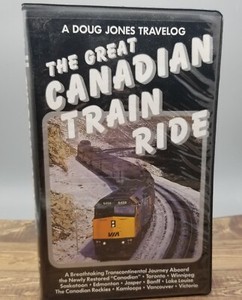 A DOUG JONES TRAVELOG
THE GREAT
CANADIAN
TRAIN
RIDE
VIA
A Breathtaking Transcontinental Journey Aboard
the Newly Restored "Canadian" • Toronto • Winnipeg
Saskatoon • Edmonton • Jasper • Banff • Lake Louise
The Canadian Rockies • Kamloops • Vancouver • Victoria